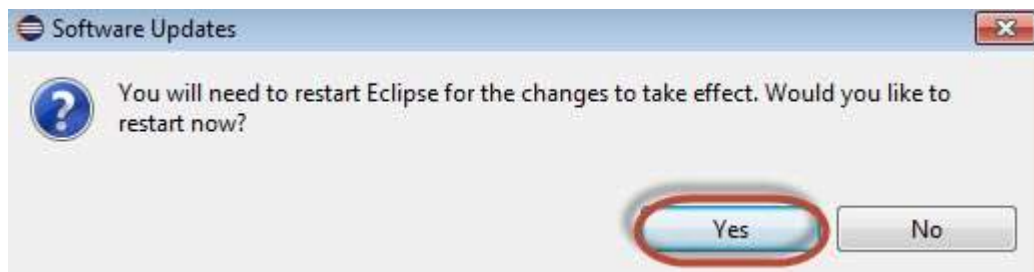 Software Updates
You will need to restart Eclipse for the changes to take effect. Would you like to
restart now?
Yes
No